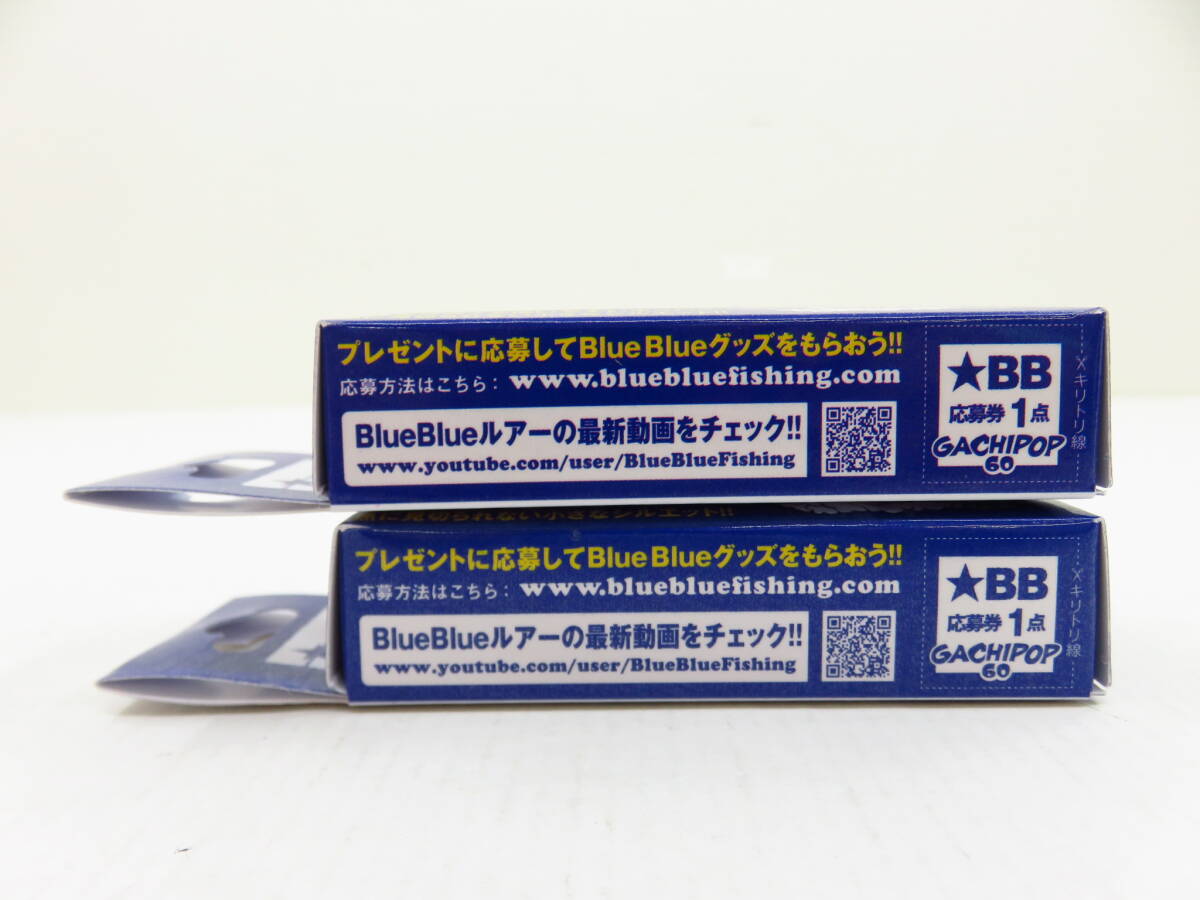 プレゼントに応募してBlueBlueグッズをもらおう!!
応募方法はこちら：www.bluebluefishing.com
BlueBlueルアーの最新動画をチェック!!
www.youtube.com/user/BlueBlueFishing
★BB
応募券1点
GACHIPOP
60
キリトリ線
プレゼントに応募してBlueBlueグッズをもらおう!!
応募方法はこちら：www.bluebluefishing.com
BlueBlueルアーの最新動画をチェック!!
www.youtube.com/user/BlueBlueFishing
★BB
応募券1点
GACHIPOP
60
キリトリ線